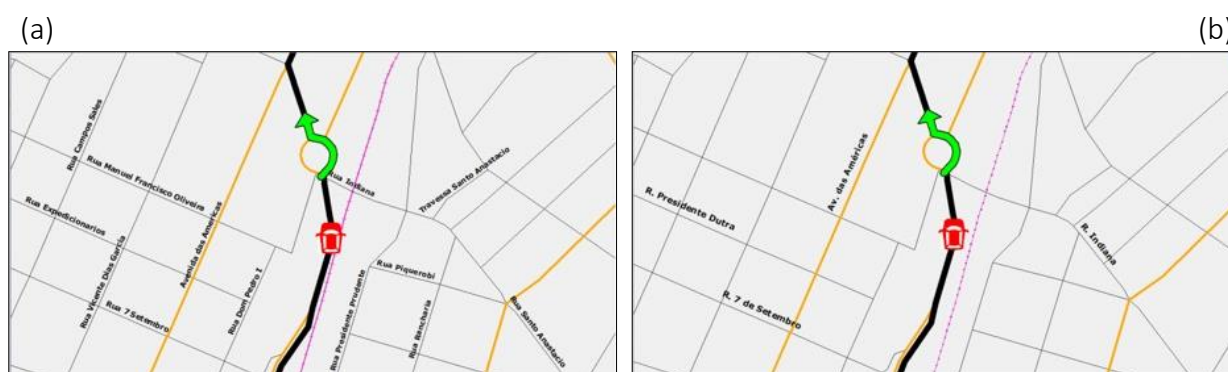 (a)
(b)
Rua Campos Sales
Rua Manuel Francisco Oliveira
Rua Expedicionarios
Rua Vicente Dias Garcia
Rua 7 Setembro
Avenida das Americas
Rua Dom Pedro I
Rua Indiana
Travessa Santo Anastacio
Rua Piquerobi
Rua Presidente Prudente
Rua Rancharia
Rua Santo Anastacio
Av. das Américas
R. Presidente Dutra
R. 7 de Setembro
R. Indiana